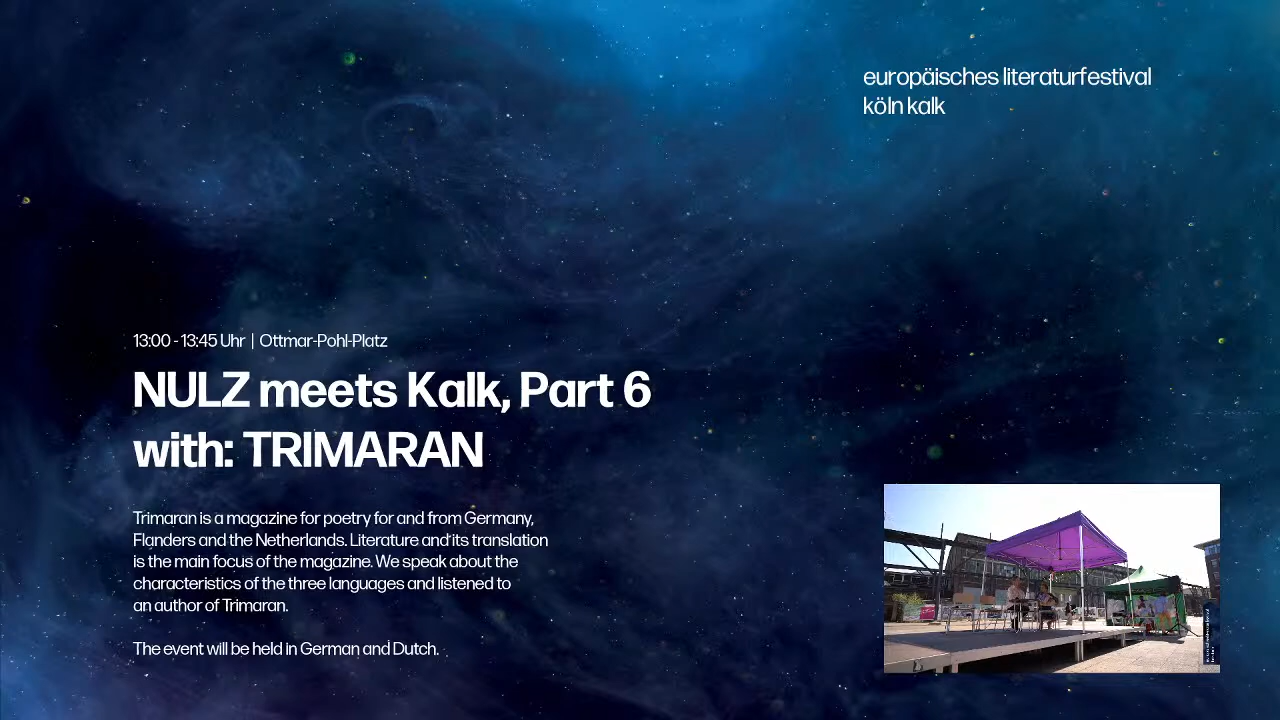 europäisches literaturfestival
köln kalk
13:00 - 13:45 Uhr | Ottmar-Pohl-Platz
NULZ meets Kalk, Part 6
with: TRIMARAN
Trimaran is a magazine for poetry for and from Germany,
Flanders and the Netherlands. Literature and its translation
is the main focus of the magazine. We speak about the
characteristics of the three languages and listened to
an author of Trimaran.
The event will be held in German and Dutch.